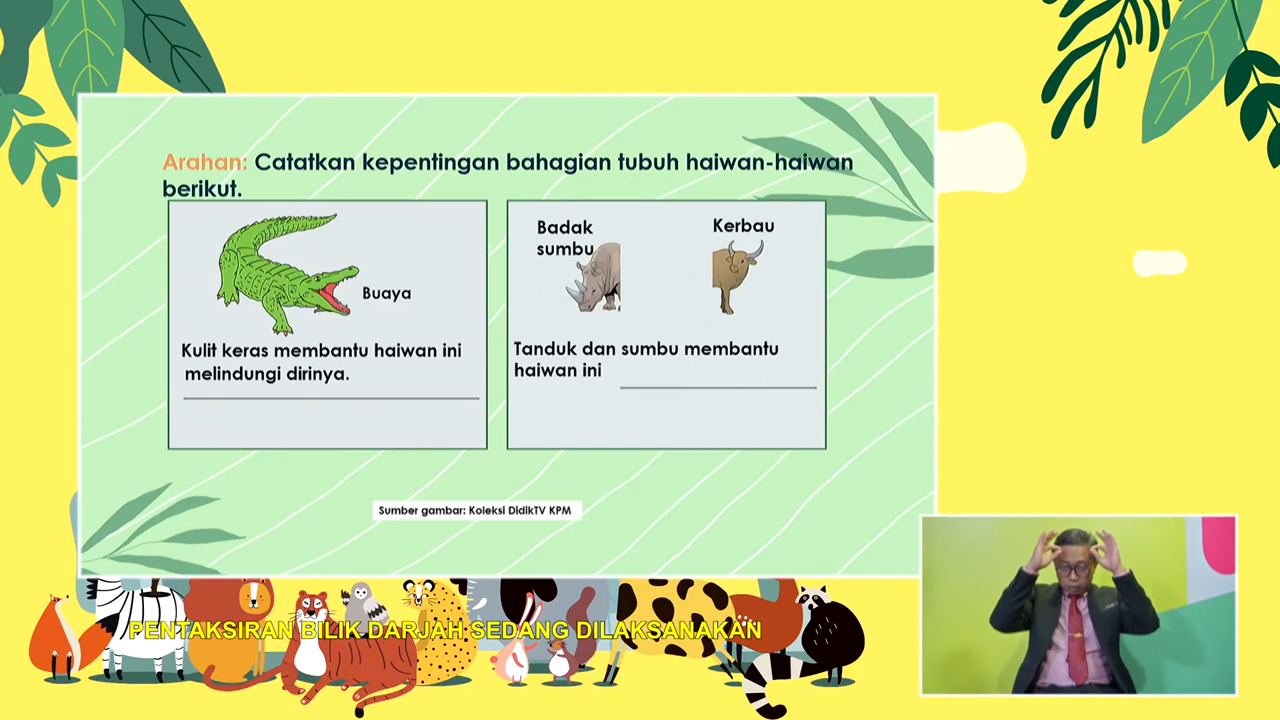 Arahan: Catatkan kepentingan bahagian tubuh haiwan-haiwan
berikut.
Buaya
Kulit keras membantu haiwan ini
melindungi dirinya.
Badak
sumbu
Kerbau
Tanduk dan sumbu membantu
haiwan ini
Sumber gambar: Koleksi DidikTV KPM
PENTAKSIRAN BILIK DARJAH SEDANG DILAKSANAKAN